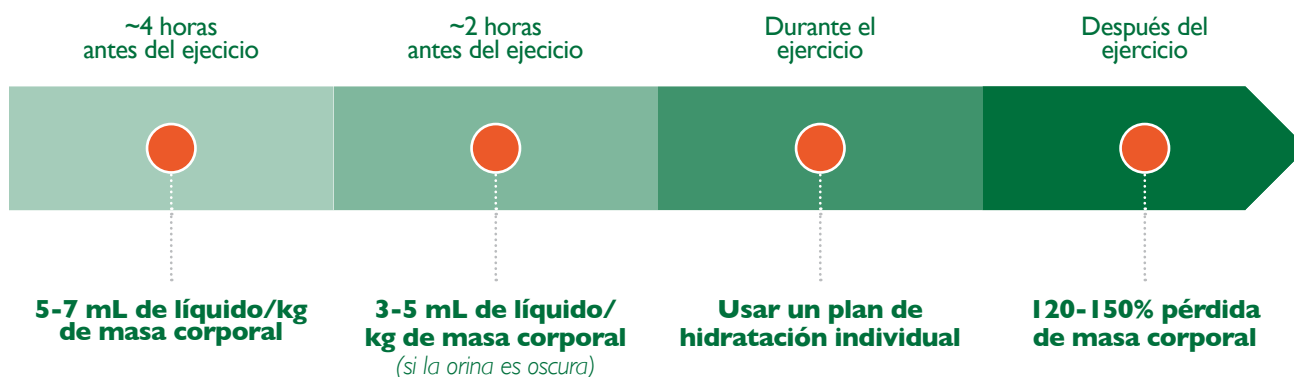 ~4 horas
antes del ejecicio
~2 horas
antes del ejecicio
Durante el
ejercicio
Después del
ejercicio
5-7 mL de líquido/kg
de masa corporal
3-5 mL de líquido/
kg de masa corporal
(si la orina es oscura)
Usar un plan de
hidratación individual
120-150% pérdida
de masa corporal